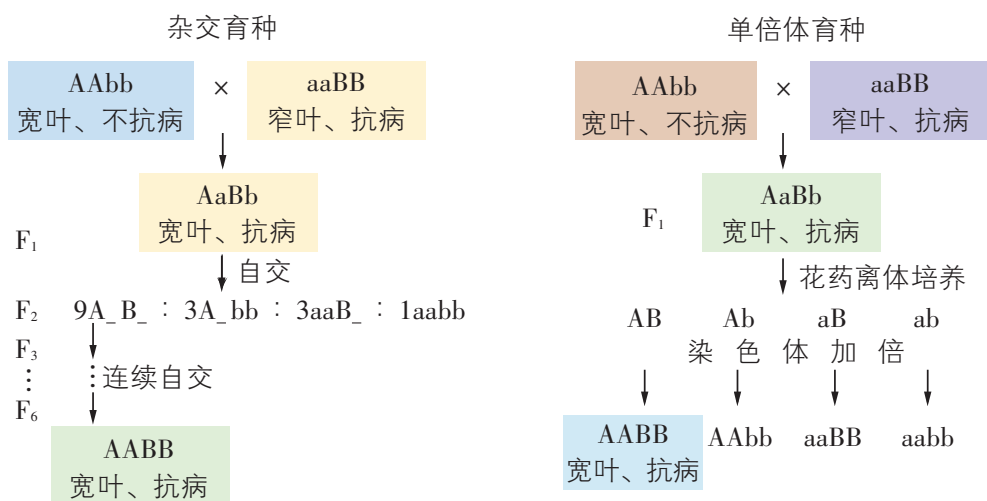 杂交育种
AAbb
宽叶、不抗病
×
aaBB
窄叶、抗病
F₁
AaBb
宽叶、抗病
自交
F₂ 9A_B_ : 3A_bb : 3aaB_ : 1aabb
F₃
⋮ ⋮连续自交
F₆
AABB
宽叶、抗病
单倍体育种
AAbb
宽叶、不抗病
×
aaBB
窄叶、抗病
F₁
AaBb
宽叶、抗病
花药离体培养
AB Ab aB ab
染色体加倍
AABB AAbb aaBB aabb
宽叶、抗病